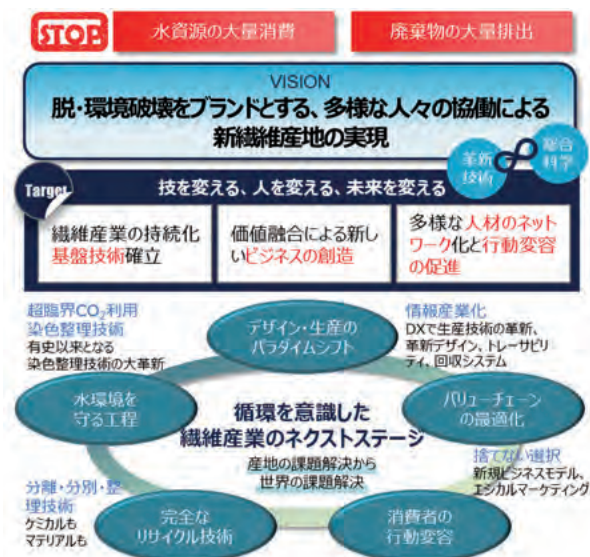 STOP
水資源の大量消費
廃棄物の大量排出
VISION
脱・環境破壊をブランドとする、多様な人々の協働による
新繊維産地の実現
革新
技術
総合
科学
Target
技を変える、人を変える、未来を変える
繊維産業の持続化
基盤技術確立
価値融合による新し
いビジネスの創造
多様な人材のネット
ワーク化と行動変容
の促進
超臨界CO₂利用
染色整理技術
有史以来となる
染色整理技術の大革新
デザイン・生産の
パラダイムシフト
情報産業化
DXで生産技術の革新、
革新デザイン、トレーサビリ
ティ、回収システム
水環境を
守る工程
循環を意識した
繊維産業のネクストステージ
産地の課題解決から
世界の課題解決
バリューチェーン
の最適化
捨てない選択
新規ビジネスモデル、
エシカルマーケティング
分離・分別・整
理技術
ケミカルも
マテリアルも
完全な
リサイクル技術
消費者の
行動変容